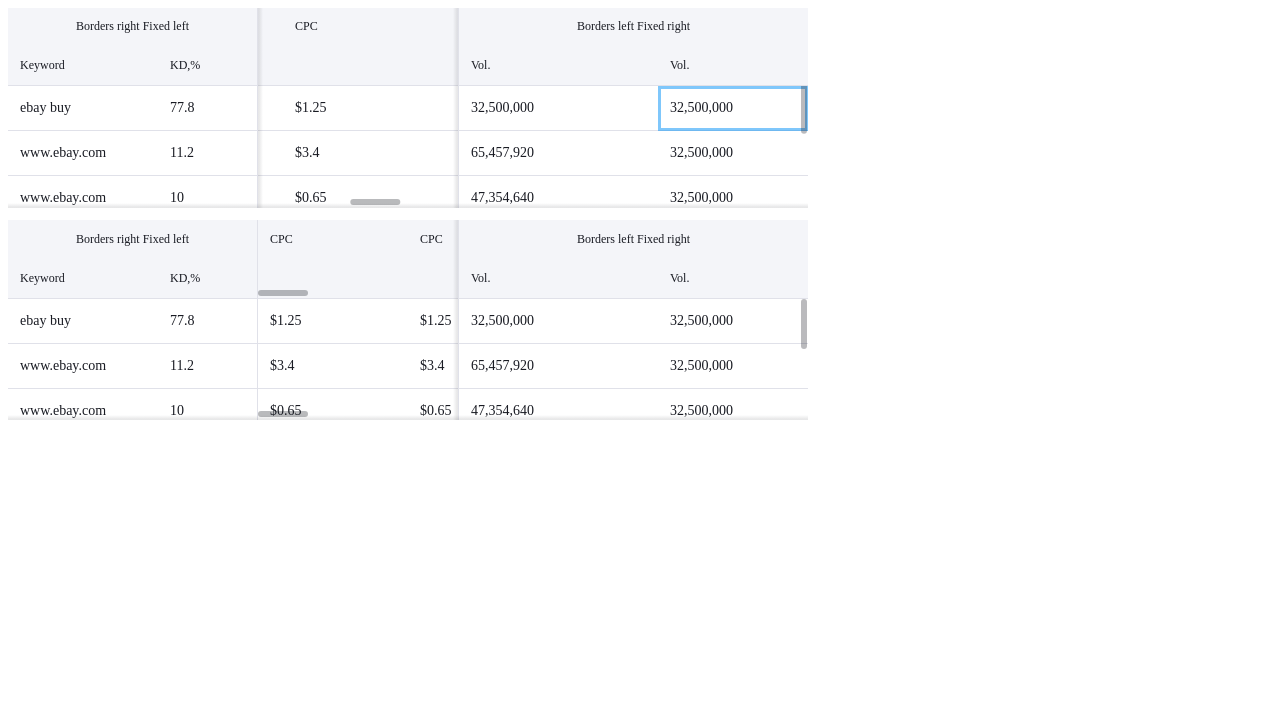 Borders right Fixed left CPC Borders left Fixed right
Keyword KD,% Vol. Vol.
ebay buy 77.8 $1.25 32,500,000 32,500,000
www.ebay.com 11.2 $3.4 65,457,920 32,500,000
www.ebay.com 10 $0.65 47,354,640 32,500,000
Borders right Fixed left CPC CPC Borders left Fixed right
Keyword KD,% Vol. Vol.
ebay buy 77.8 $1.25 $1.25 32,500,000 32,500,000
www.ebay.com 11.2 $3.4 $3.4 65,457,920 32,500,000
www.ebay.com 10 $0.65 $0.65 47,354,640 32,500,000